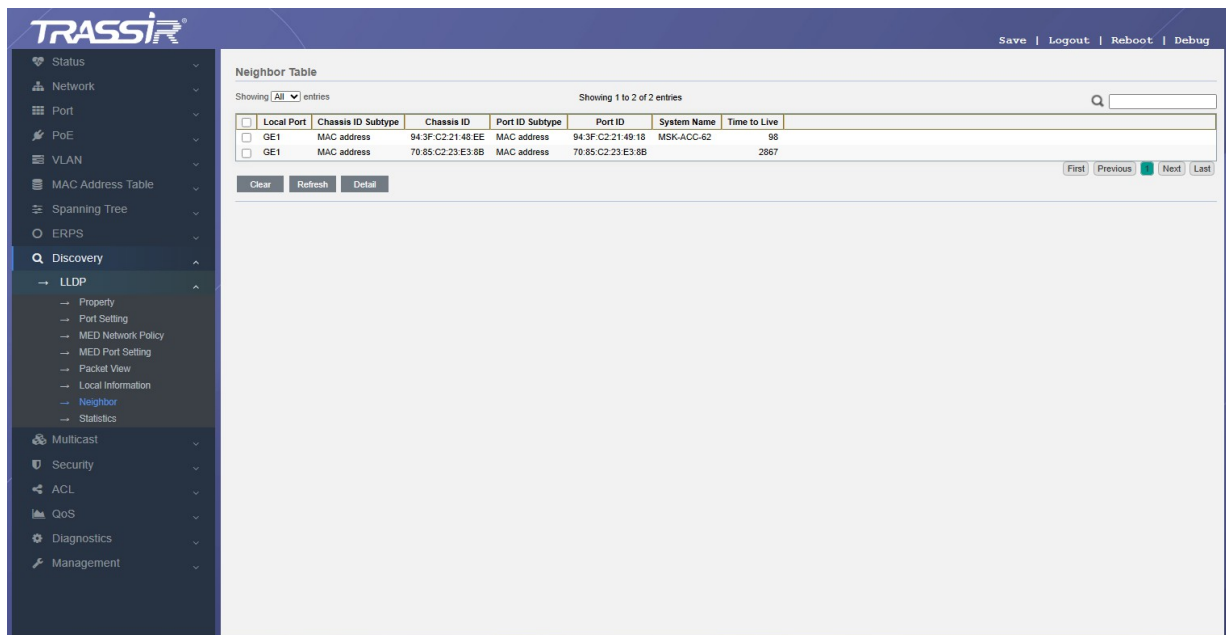 TRASSIR®
Save | Logout | Reboot | Debug
Status
Network
Port
PoE
VLAN
MAC Address Table
Spanning Tree
ERPS
Discovery
→ LLDP
→ Property
→ Port Setting
→ MED Network Policy
→ MED Port Setting
→ Packet View
→ Local Information
→ Neighbor
→ Statistics
Multicast
Security
ACL
QoS
Diagnostics
Management
Neighbor Table
Showing All entries Showing 1 to 2 of 2 entries
Local Port Chassis ID Subtype Chassis ID Port ID Subtype Port ID System Name Time to Live
GE1 MAC address 94:3F:C2:21:48:EE MAC address 94:3F:C2:21:49:18 MSK-ACC-62 98
GE1 MAC address 70:85:C2:23:E3:8B MAC address 70:85:C2:23:E3:8B 2867
First Previous 1 Next Last
Clear Refresh Detail